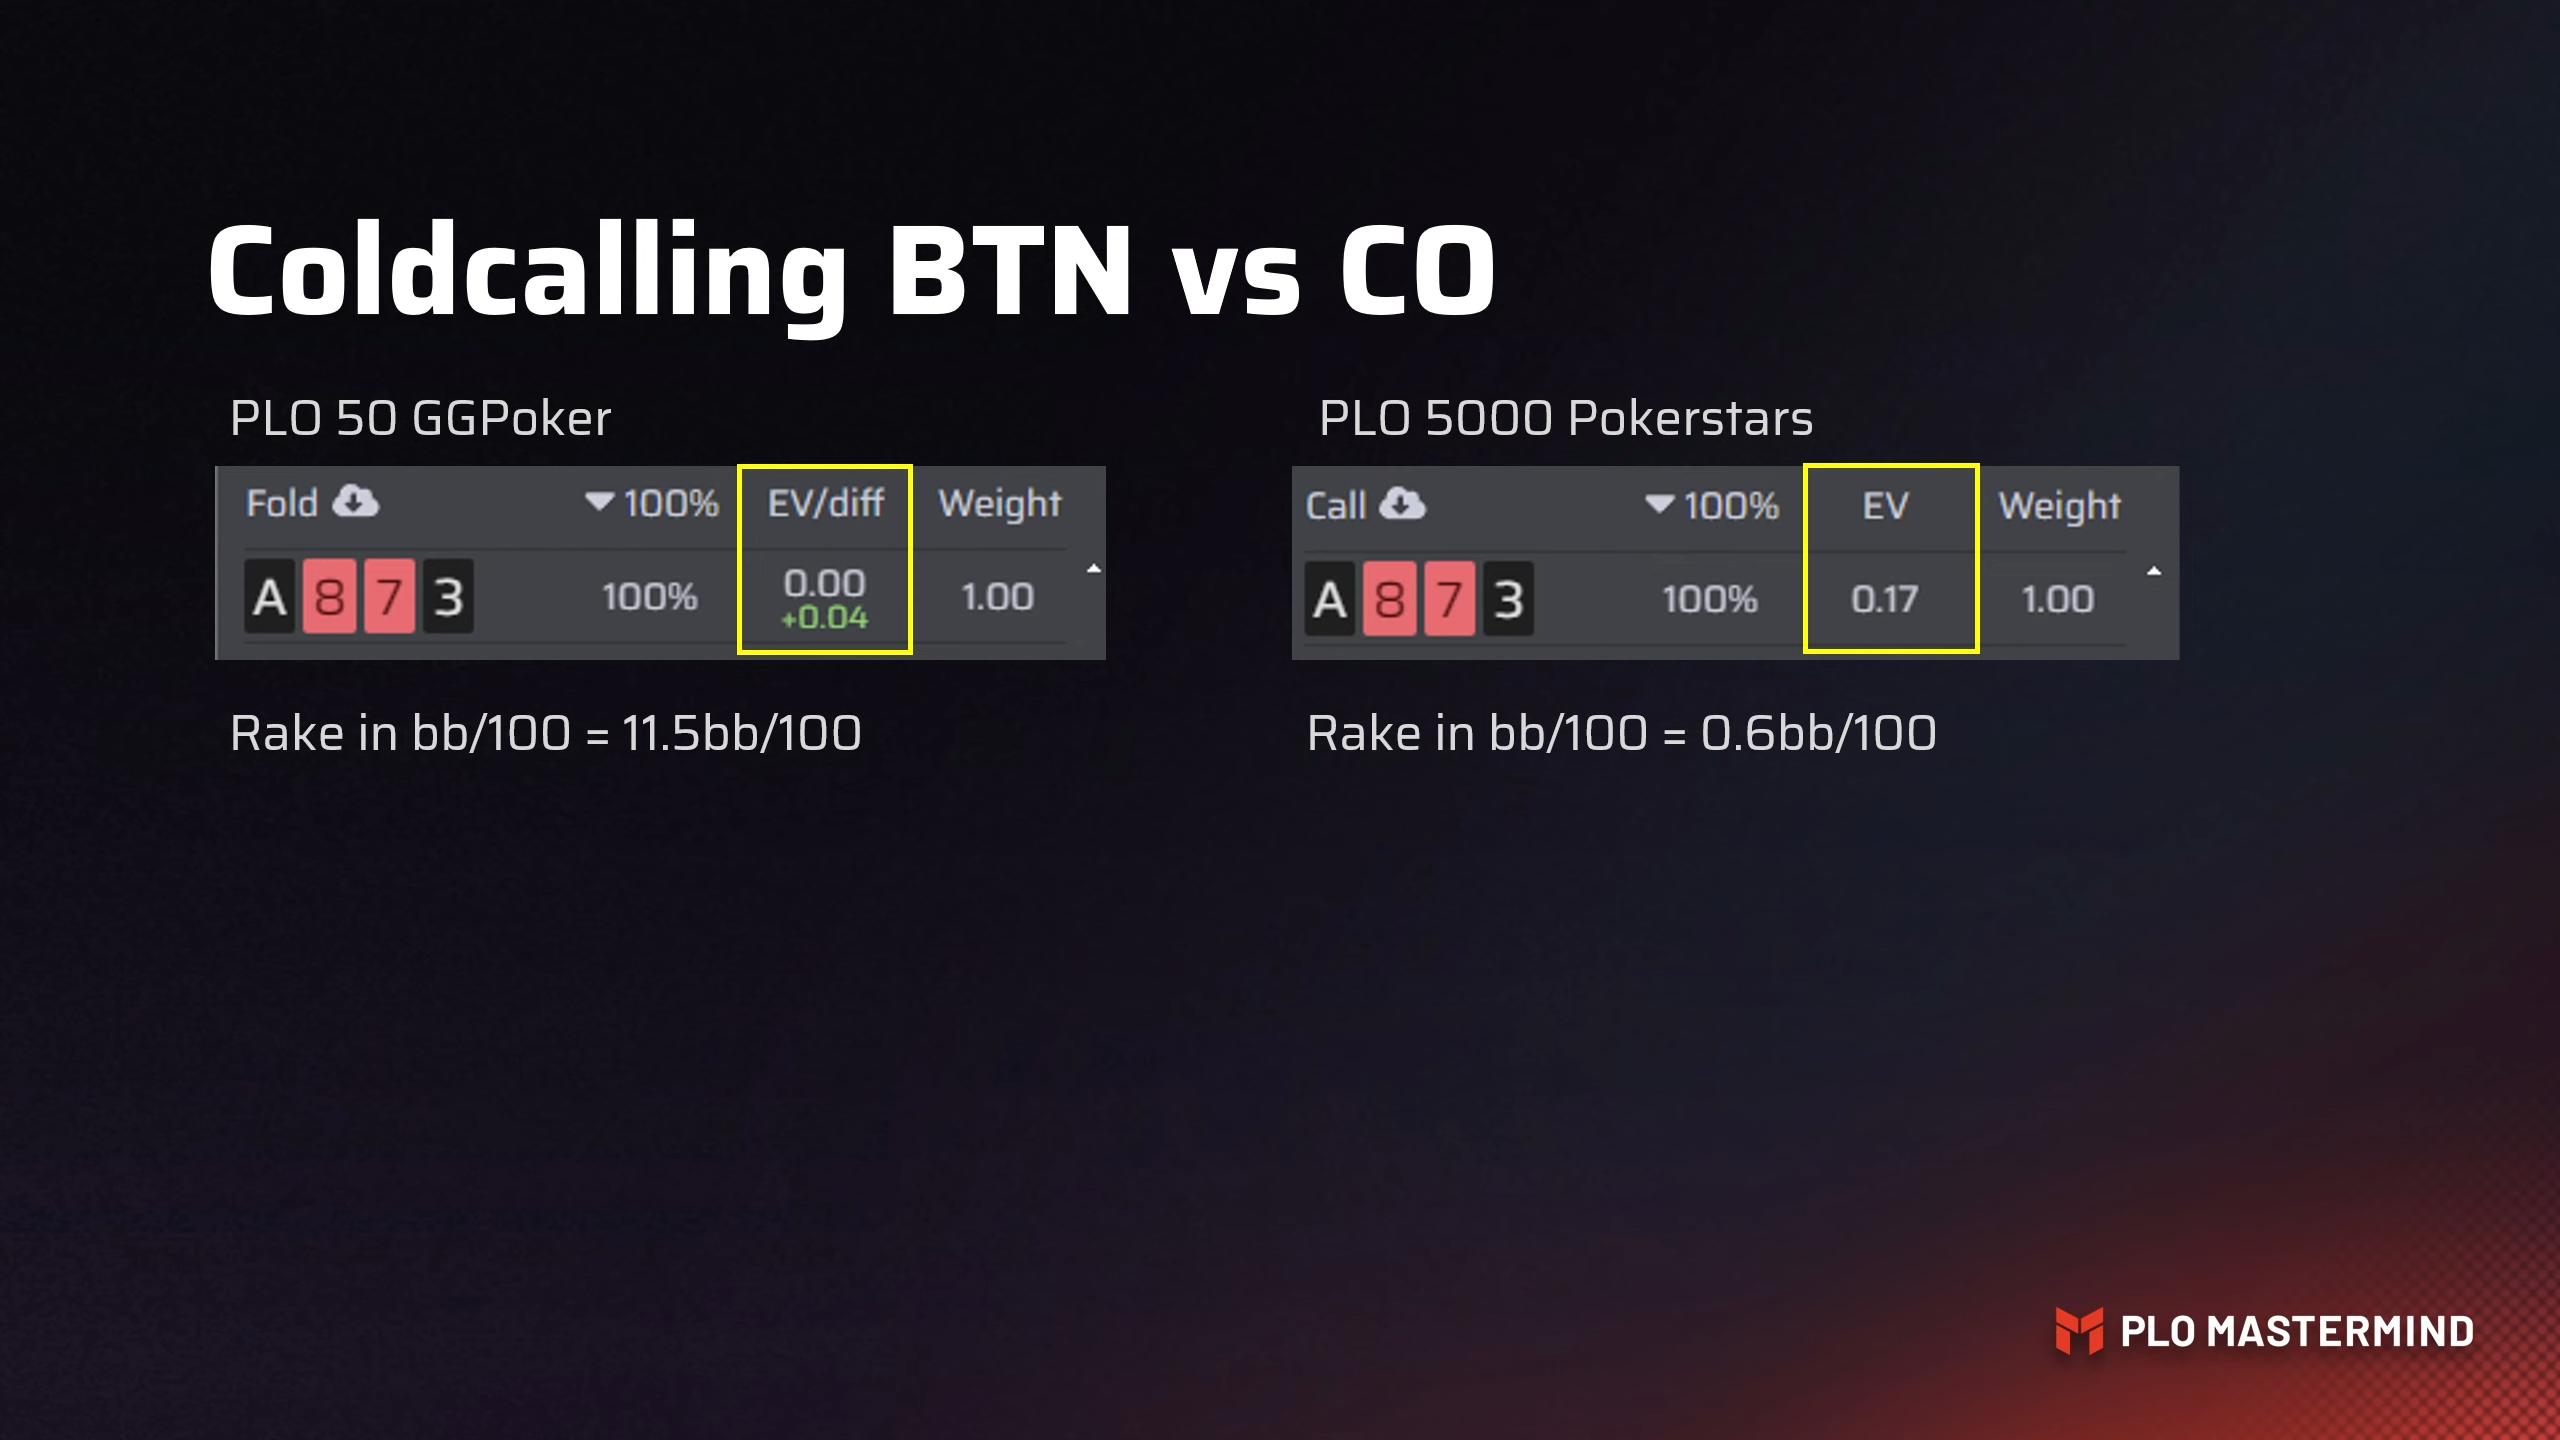 Coldcalling BTN vs CO
PLO 50 GGPoker
Fold 100% EV/diff Weight
A 8 7 3 100% 0.00 1.00
+0.04
Rake in bb/100 = 11.5bb/100
PLO 5000 Pokerstars
Call 100% EV Weight
A 8 7 3 100% 0.17 1.00
Rake in bb/100 = 0.6bb/100
PLO MASTERMIND